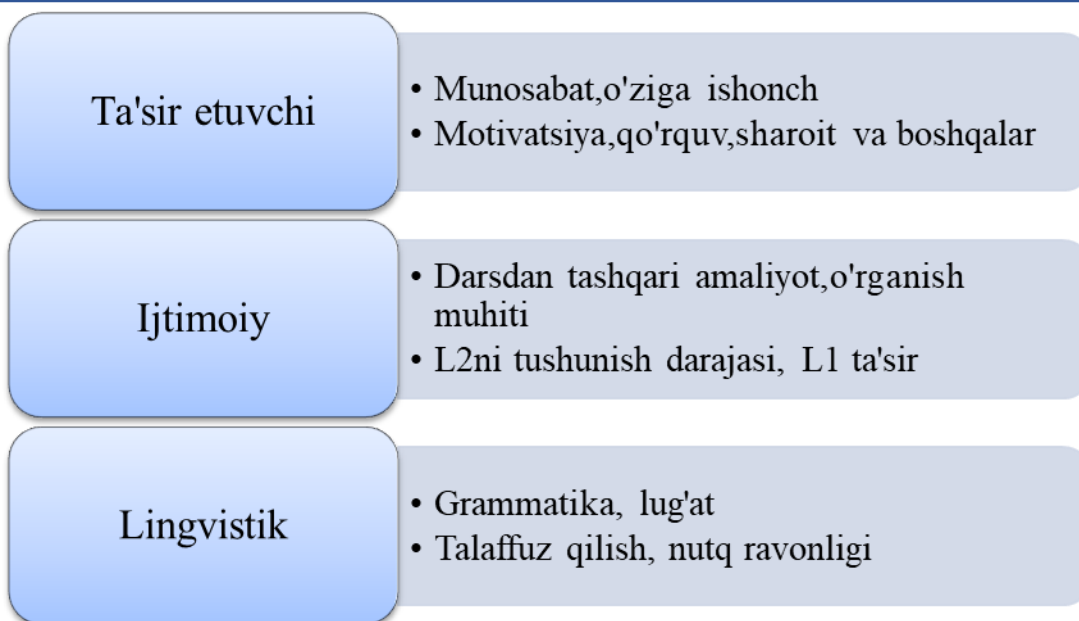 Ta'sir etuvchi
• Munosabat,o'ziga ishonch
• Motivatsiya,qo'rquv,sharoit va boshqalar
Ijtimoiy
• Darsdan tashqari amaliyot,o'rganish
muhiti
• L2ni tushunish darajasi, L1 ta'sir
Lingvistik
• Grammatika, lug'at
• Talaffuz qilish, nutq ravonligi